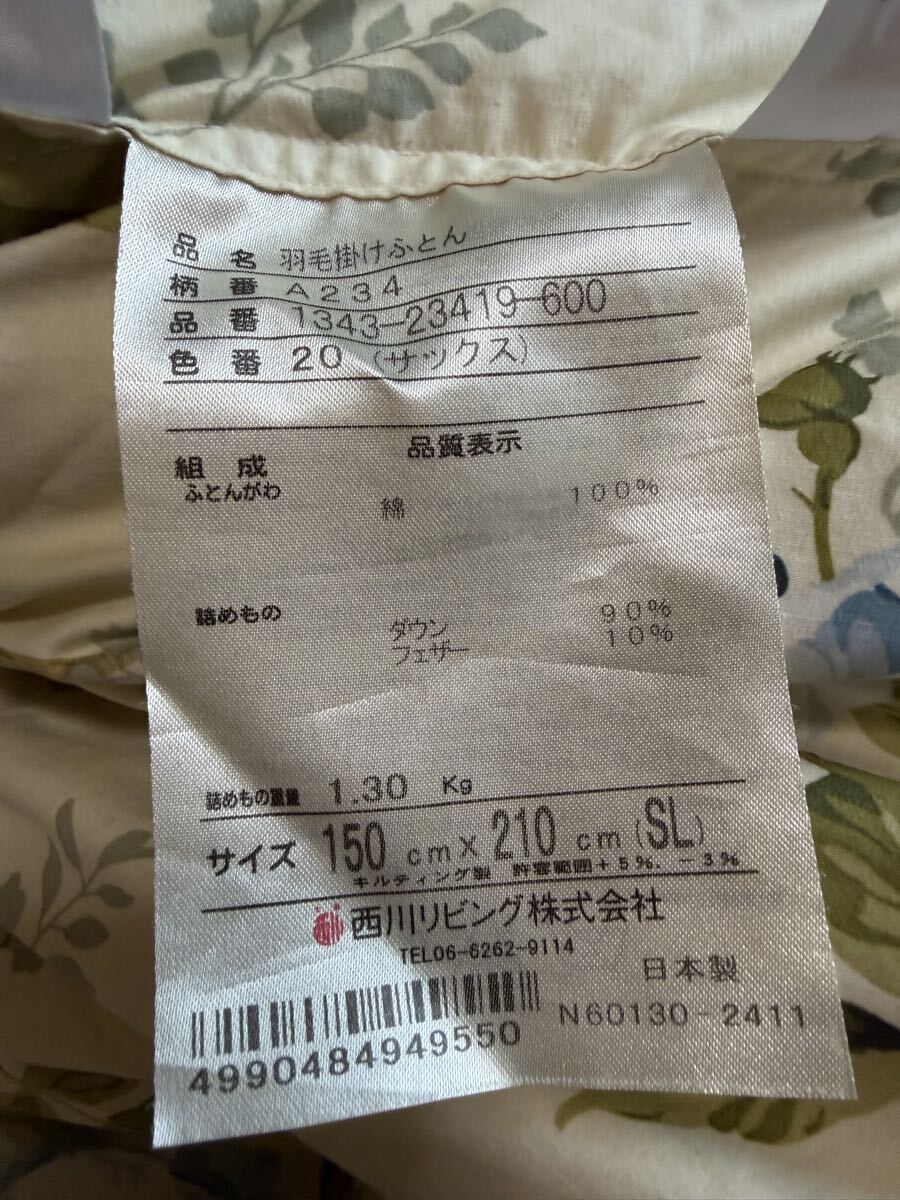 品名 羽毛掛けふとん
柄番 A234
品番 1343-23419-600
色番 20 (サックス)
品質表示
組成
ふとんがわ 綿 100%
詰めもの ダウン 90%
フェザー 10%
詰めもの重量 1.30 Kg
サイズ 150 cm × 210 cm (SL)
キルティング製 許容範囲+5%. -3%
西川リビング株式会社
TEL06-6262-9114
日本製
N60130-2411
4990484949550